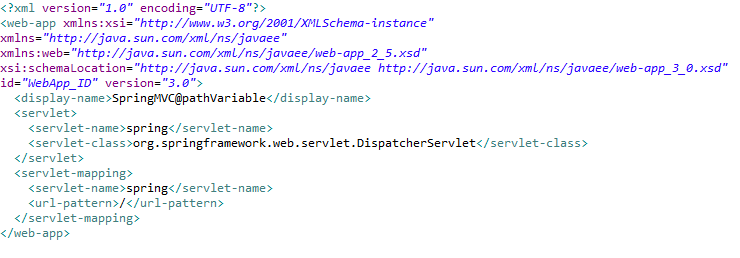 <?xml version="1.0" encoding="UTF-8"?>
<web-app xmlns:xsi="http://www.w3.org/2001/XMLSchema-instance"
xmlns="http://java.sun.com/xml/ns/javaee"
xmlns:web="http://java.sun.com/xml/ns/javaee/web-app_2_5.xsd"
xsi:schemaLocation="http://java.sun.com/xml/ns/javaee http://java.sun.com/xml/ns/javaee/web-app_3_0.xsd"
id="WebApp_ID" version="3.0">
  <display-name>SpringMVC@pathVariable</display-name>
  <servlet>
    <servlet-name>spring</servlet-name>
    <servlet-class>org.springframework.web.servlet.DispatcherServlet</servlet-class>
  </servlet>
  <servlet-mapping>
    <servlet-name>spring</servlet-name>
    <url-pattern>/</url-pattern>
  </servlet-mapping>
</web-app>